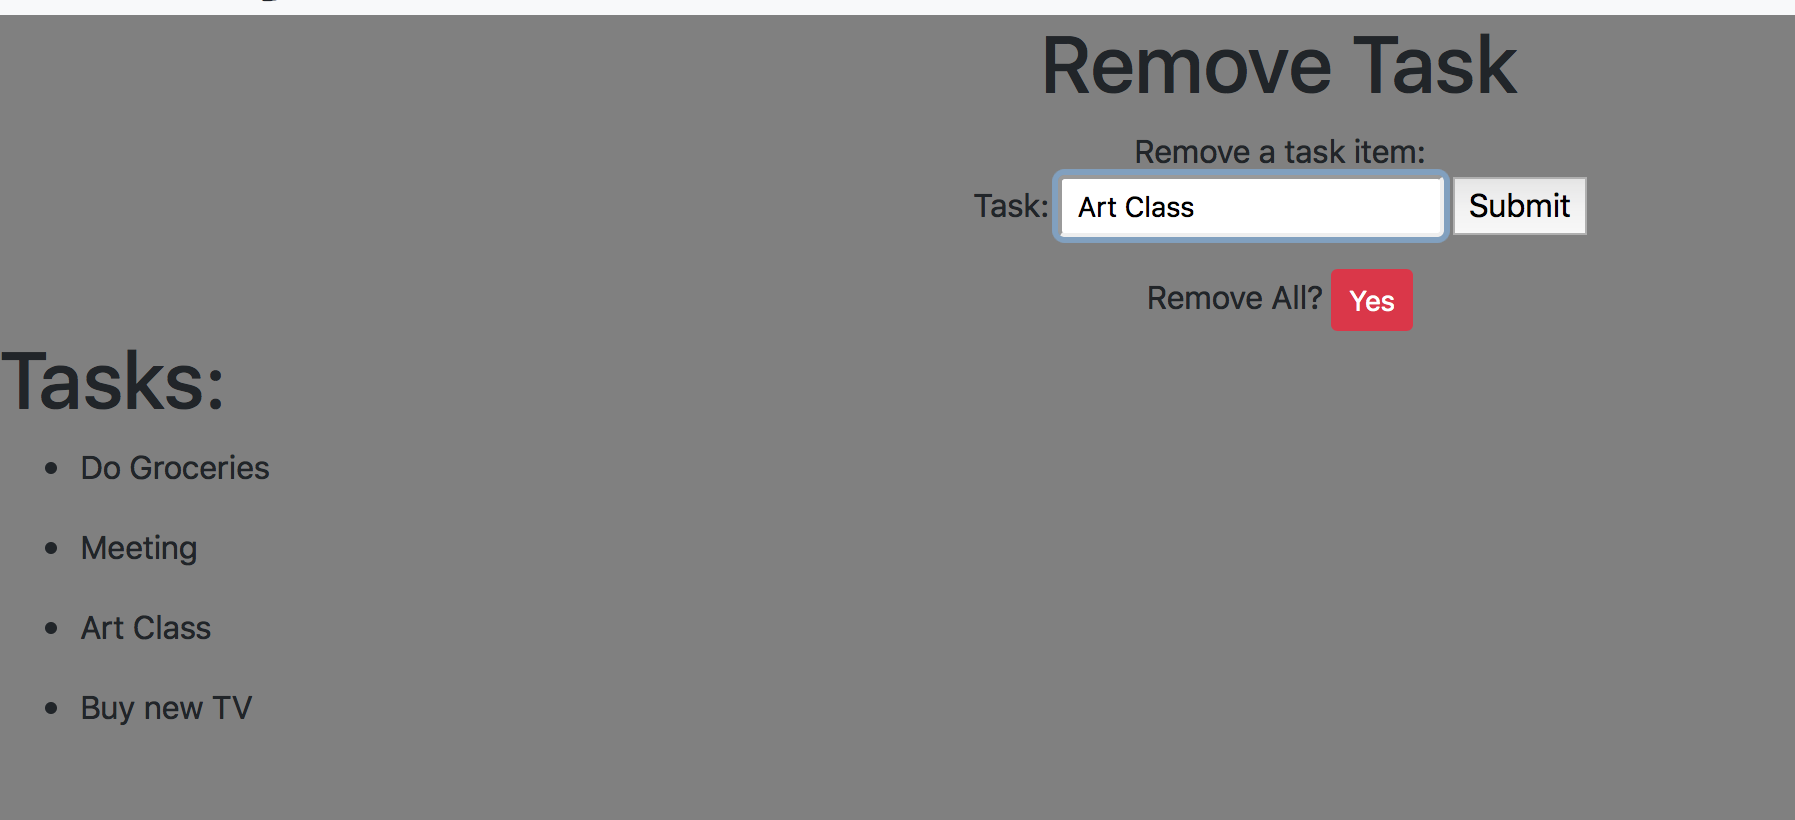 Remove Task
Remove a task item:
Task: Art Class Submit
Remove All? Yes
Tasks:
Do Groceries
Meeting
Art Class
Buy new TV